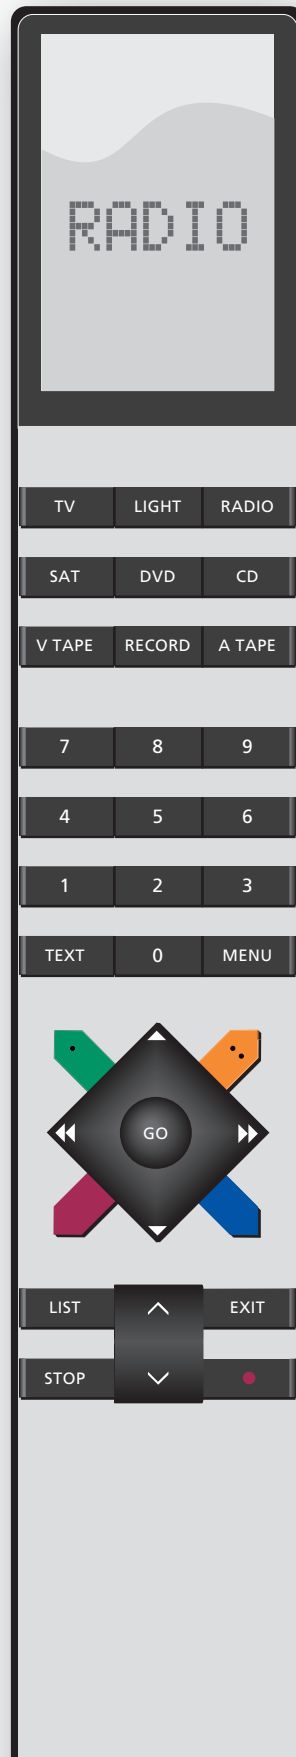 RADIO
TV LIGHT RADIO
SAT DVD CD
V TAPE RECORD A TAPE
7 8 9
4 5 6
1 2 3
TEXT 0 MENU
GO
LIST EXIT
STOP